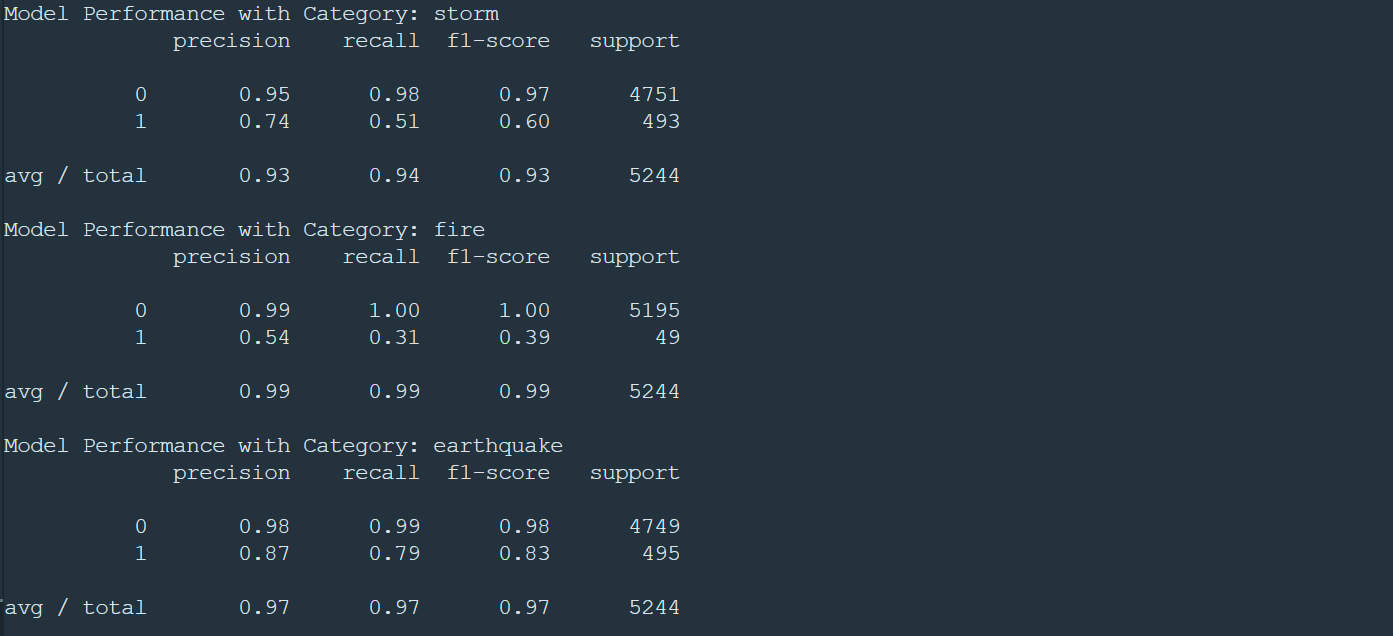 Model Performance with Category: storm
             precision    recall  f1-score   support

          0       0.95      0.98      0.97      4751
          1       0.74      0.51      0.60       493

avg / total       0.93      0.94      0.93      5244

Model Performance with Category: fire
             precision    recall  f1-score   support

          0       0.99      1.00      1.00      5195
          1       0.54      0.31      0.39        49

avg / total       0.99      0.99      0.99      5244

Model Performance with Category: earthquake
             precision    recall  f1-score   support

          0       0.98      0.99      0.98      4749
          1       0.87      0.79      0.83       495

avg / total       0.97      0.97      0.97      5244